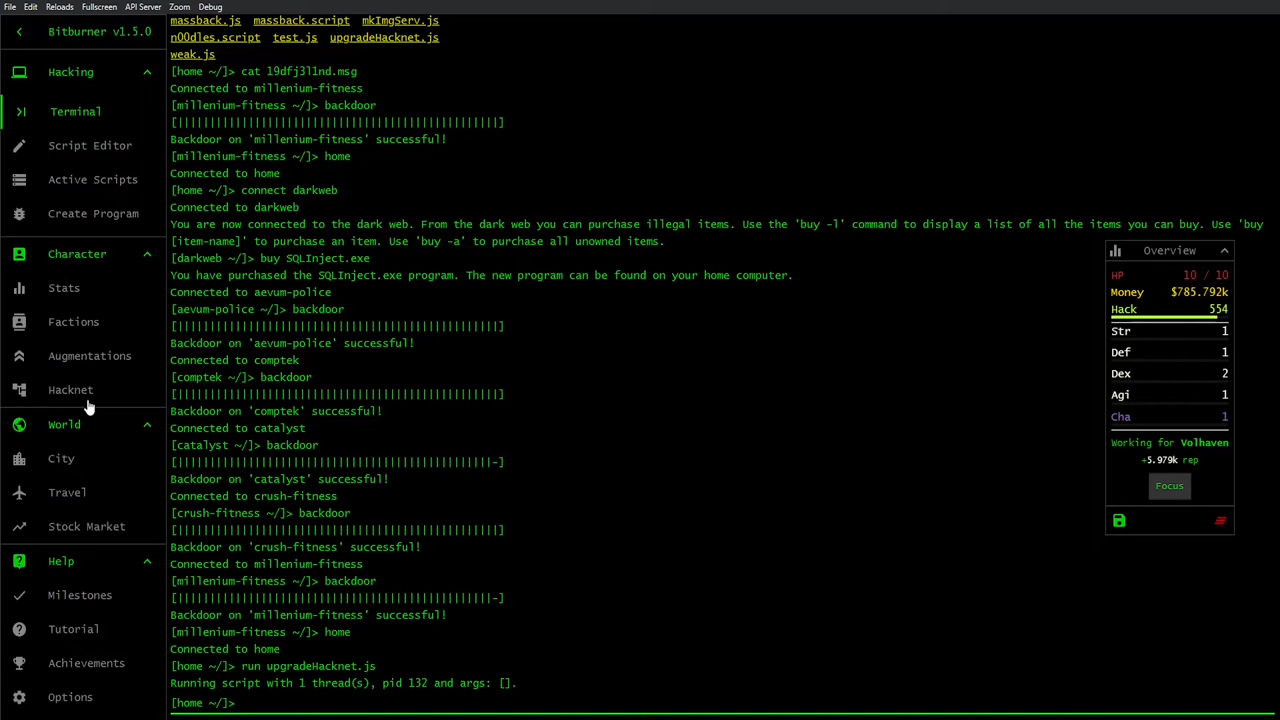 File Edit Reloads Fullscreen API Server Zoom Debug
Bitburner v1.5.0
Hacking
Terminal
Script Editor
Active Scripts
Create Program
Character
Stats
Factions
Augmentations
Hacknet
World
City
Travel
Stock Market
Help
Milestones
Tutorial
Achievements
Options
massback.js massback.script mkImgServ.js
n00dles.script test.js upgradeHacknet.js
weak.js
[home ~/]> cat 19dfj3l1nd.msg
Connected to millenium-fitness
[millenium-fitness ~/]> backdoor
[||||||||||||||||||||||||||||||||||||||||||||||||||]
Backdoor on 'millenium-fitness' successful!
[millenium-fitness ~/]> home
Connected to home
[home ~/]> connect darkweb
Connected to darkweb
You are now connected to the dark web. From the dark web you can purchase illegal items. Use the 'buy -l' command to display a list of all the items you can buy. Use 'buy
[item-name]' to purchase an item. Use 'buy -a' to purchase all unowned items.
[darkweb ~/]> buy SQLInject.exe
You have purchased the SQLInject.exe program. The new program can be found on your home computer.
Connected to aevum-police
[aevum-police ~/]> backdoor
[||||||||||||||||||||||||||||||||||||||||||||||||||]
Backdoor on 'aevum-police' successful!
Connected to comptek
[comptek ~/]> backdoor
[||||||||||||||||||||||||||||||||||||||||||||||||||]
Backdoor on 'comptek' successful!
Connected to catalyst
[catalyst ~/]> backdoor
[|||||||||||||||||||||||||||||||||||||||||||||||||-]
Backdoor on 'catalyst' successful!
Connected to crush-fitness
[crush-fitness ~/]> backdoor
[||||||||||||||||||||||||||||||||||||||||||||||||||]
Backdoor on 'crush-fitness' successful!
Connected to millenium-fitness
[millenium-fitness ~/]> backdoor
[|||||||||||||||||||||||||||||||||||||||||||||||||-]
Backdoor on 'millenium-fitness' successful!
[millenium-fitness ~/]> home
Connected to home
[home ~/]> run upgradeHacknet.js
Running script with 1 thread(s), pid 132 and args: [].
[home ~/]>
Overview
HP 10 / 10
Money $785.792k
Hack 554
Str 1
Def 1
Dex 2
Agi 1
Cha 1
Working for Volhaven
+5.979k rep
Focus